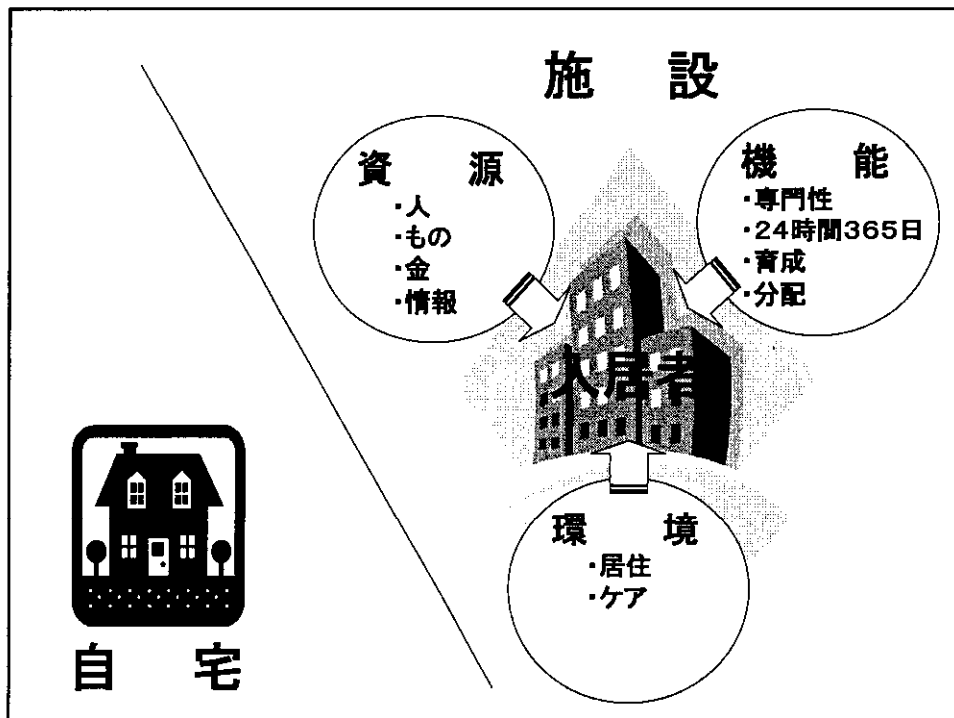 施　設
資　源
・人
・もの
・金
・情報
機　能
・専門性
・24時間365日
・育成
・分配
入居者
環　境
・居住
・ケア
自　宅